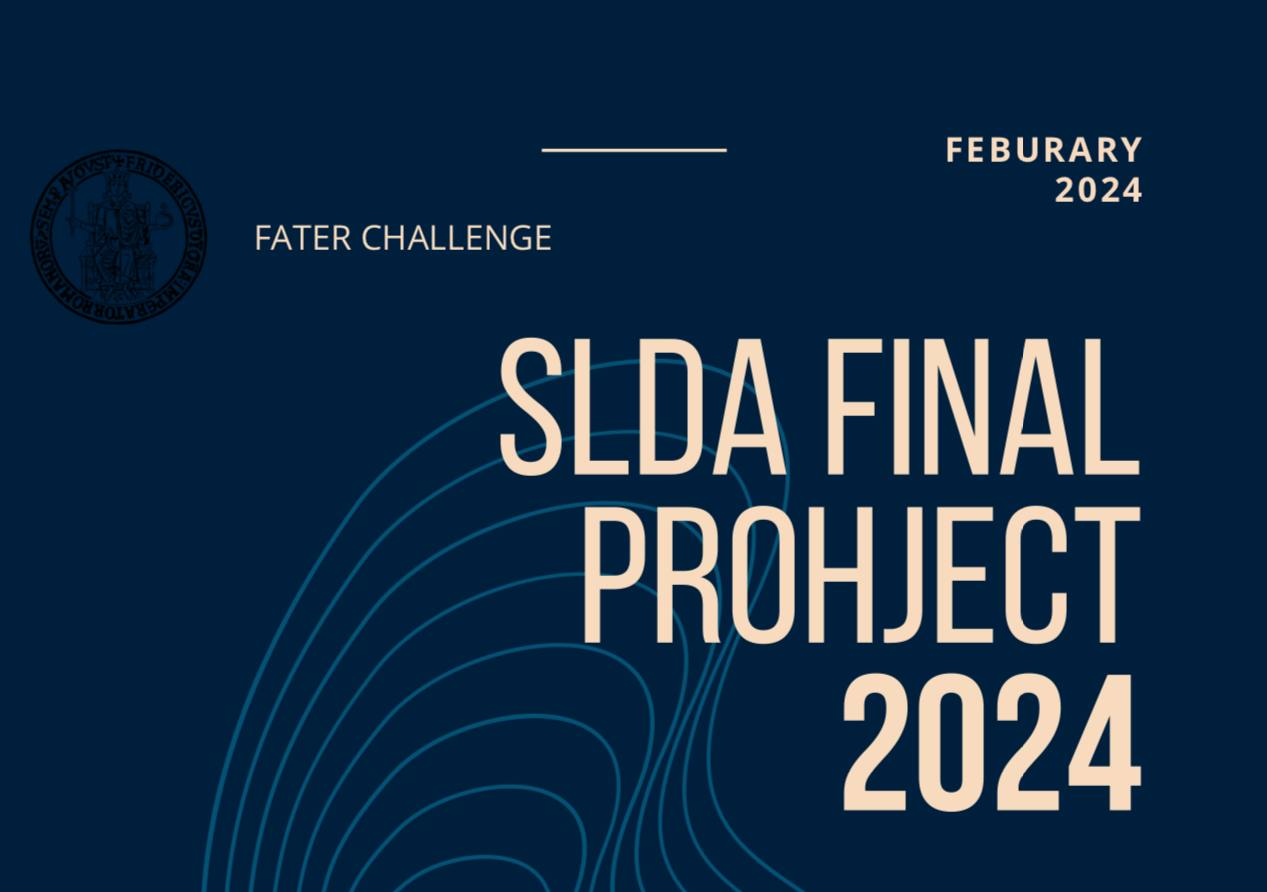 FEBURARY
2024
FATER CHALLENGE
SLDA FINAL
PROHJECT
2024